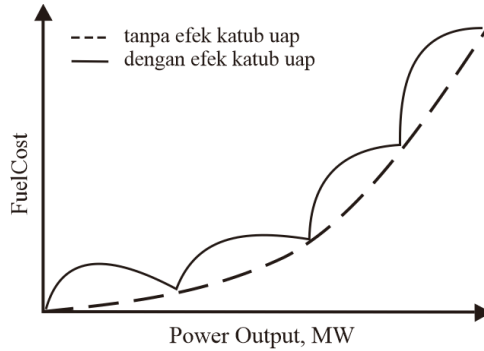 tanpa efek katub uap
dengan efek katub uap
FuelCost
Power Output, MW